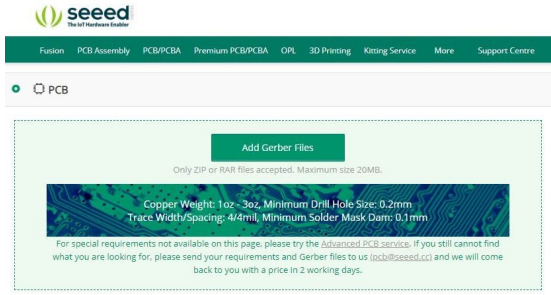 seeed
The IoT Hardware Enabler
Fusion PCB Assembly PCB/PCBA Premium PCB/PCBA OPL 3D Printing Kitting Service More Support Centre
PCB
Add Gerber Files
Only ZIP or RAR files accepted. Maximum size 20MB.
Copper Weight: 1oz - 3oz, Minimum Drill Hole Size: 0.2mm
Trace Width/Spacing: 4/4mil, Minimum Solder Mask Dam: 0.1mm
For special requirements not available on this page, please try the Advanced PCB service. If you still cannot find
what you are looking for, please send your requirements and Gerber files to us (pcb@seeed.cc) and we will come
back to you with a price in 2 working days.